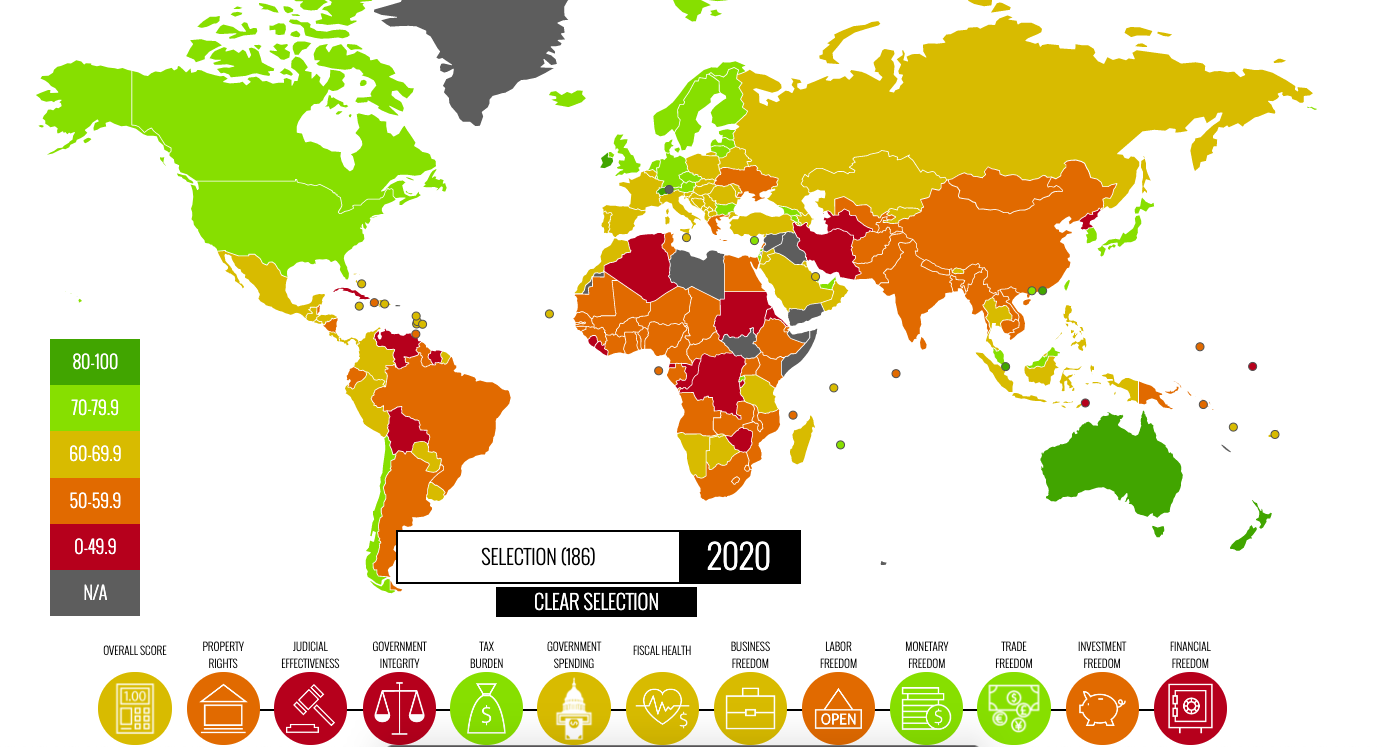 80-100
70-79.9
60-69.9
50-59.9
0-49.9
N/A
SELECTION (186)
2020
CLEAR SELECTION
OVERALL SCORE
PROPERTY
RIGHTS
JUDICIAL
EFFECTIVENESS
GOVERNMENT
INTEGRITY
TAX
BURDEN
GOVERNMENT
SPENDING
FISCAL HEALTH
BUSINESS
FREEDOM
LABOR
FREEDOM
MONETARY
FREEDOM
TRADE
FREEDOM
INVESTMENT
FREEDOM
FINANCIAL
FREEDOM
1.00
$
$
OPEN
$
$
€
¥